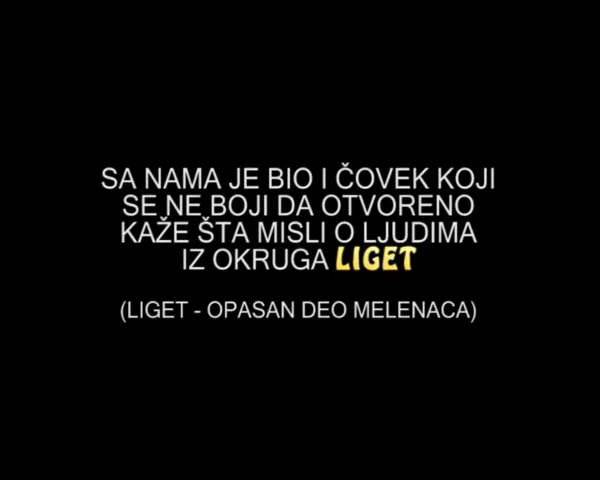 SA NAMA JE BIO I ČOVEK KOJI
SE NE BOJI DA OTVORENO
KAŽE ŠTA MISLI O LJUDIMA
IZ OKRUGA LIGET
(LIGET - OPASAN DEO MELENACA)